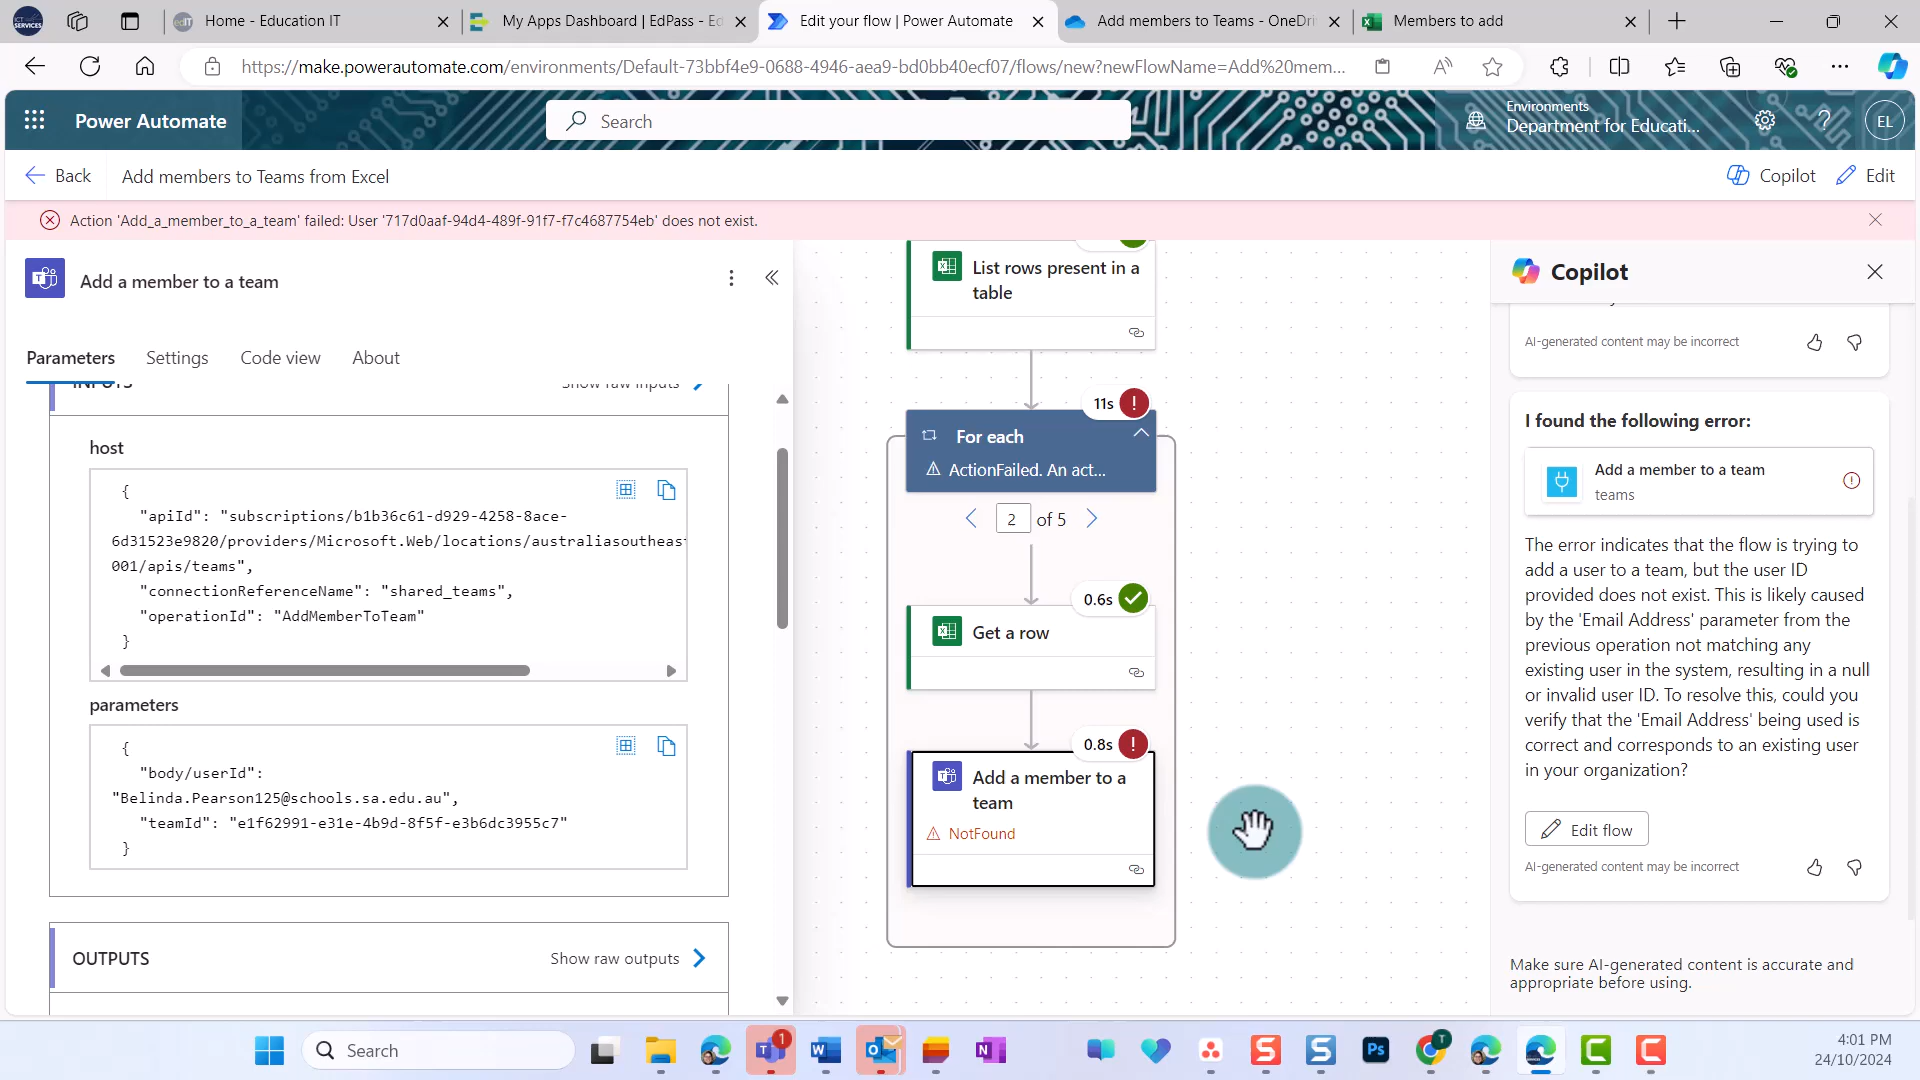 Home - Education IT
My Apps Dashboard | EdPass - Ed
Edit your flow | Power Automate
Add members to Teams - OneDri
Members to add
https://make.powerautomate.com/environments/Default-73bbf4e9-0688-4946-aea9-bd0bb40ecf07/flows/new?newFlowName=Add%20mem...
Power Automate
Search
Environments
Department for Educati...
EL
Back
Add members to Teams from Excel
Copilot
Edit
Action 'Add_a_member_to_a_team' failed: User '717d0aaf-94d4-489f-91f7-f7c4687754eb' does not exist.
Add a member to a team
Parameters
Settings
Code view
About
INPUTS
Show raw inputs
host
{
"apiId": "subscriptions/b1b36c61-d929-4258-8ace-
6d31523e9820/providers/Microsoft.Web/locations/australiasoutheast
001/apis/teams",
"connectionReferenceName": "shared_teams",
"operationId": "AddMemberToTeam"
}
parameters
{
"body/userId":
"Belinda.Pearson125@schools.sa.edu.au",
"teamId": "e1f62991-e31e-4b9d-8f5f-e3b6dc3955c7"
}
OUTPUTS
Show raw outputs
List rows present in a
table
11s
For each
ActionFailed. An act...
2 of 5
0.6s
Get a row
0.8s
Add a member to a
team
NotFound
Copilot
AI-generated content may be incorrect
I found the following error:
Add a member to a team
teams
The error indicates that the flow is trying to
add a user to a team, but the user ID
provided does not exist. This is likely caused
by the 'Email Address' parameter from the
previous operation not matching any
existing user in the system, resulting in a null
or invalid user ID. To resolve this, could you
verify that the 'Email Address' being used is
correct and corresponds to an existing user
in your organization?
Edit flow
AI-generated content may be incorrect
Make sure AI-generated content is accurate and
appropriate before using.
Search
1
4:01 PM
24/10/2024